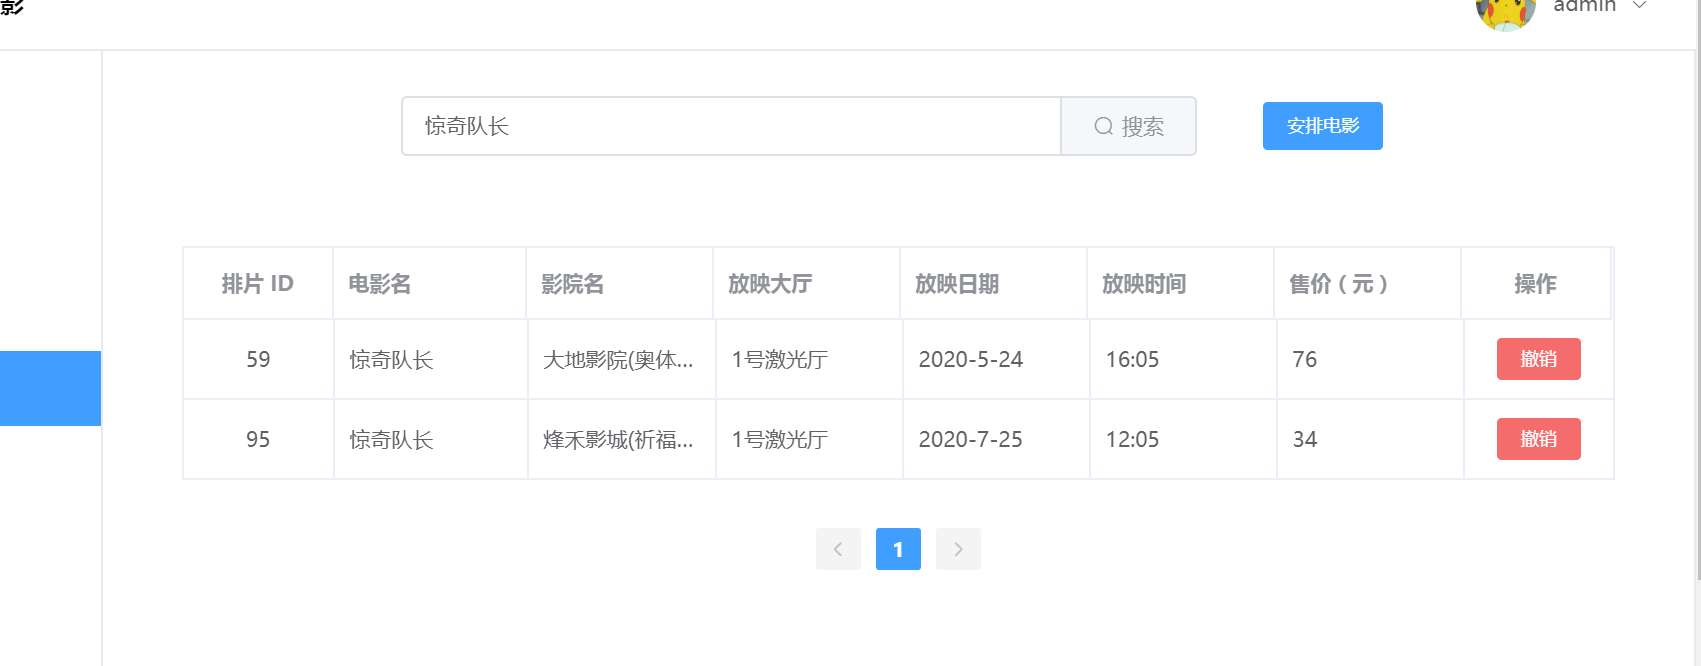 影
admin
惊奇队长 搜索 安排电影
排片 ID 电影名 影院名 放映大厅 放映日期 放映时间 售价（元） 操作
59 惊奇队长 大地影院(奥体... 1号激光厅 2020-5-24 16:05 76 撤销
95 惊奇队长 烽禾影城(祈福... 1号激光厅 2020-7-25 12:05 34 撤销
1